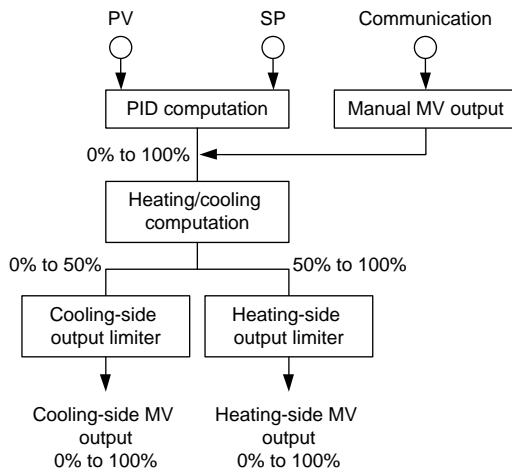 PV
SP
Communication
PID computation
Manual MV output
0% to 100%
Heating/cooling
computation
0% to 50%
50% to 100%
Cooling-side
output limiter
Heating-side
output limiter
Cooling-side MV
output
0% to 100%
Heating-side MV
output
0% to 100%